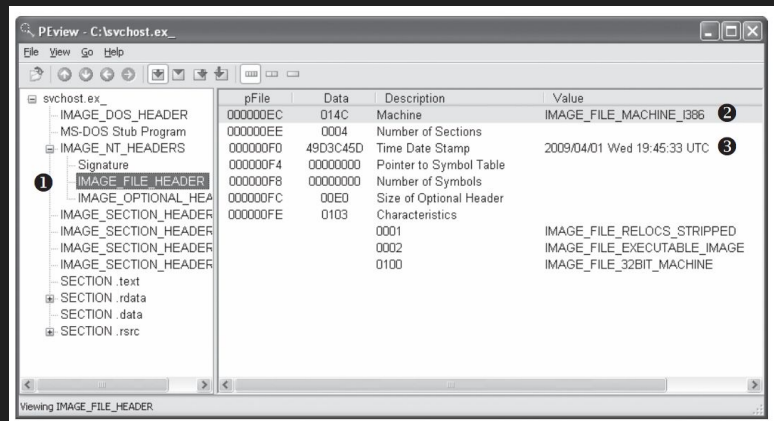 PEview - C:\svchost.ex_
File View Go Help
svchost.ex_
IMAGE_DOS_HEADER
MS-DOS Stub Program
IMAGE_NT_HEADERS
Signature
❶ IMAGE_FILE_HEADER
IMAGE_OPTIONAL_HEA
IMAGE_SECTION_HEADER
IMAGE_SECTION_HEADER
IMAGE_SECTION_HEADER
IMAGE_SECTION_HEADER
SECTION .text
SECTION .rdata
SECTION .data
SECTION .rsrc
pFile Data Description Value
000000EC 014C Machine IMAGE_FILE_MACHINE_I386 ❷
000000EE 0004 Number of Sections
000000F0 49D3C45D Time Date Stamp 2009/04/01 Wed 19:45:33 UTC ❸
000000F4 00000000 Pointer to Symbol Table
000000F8 00000000 Number of Symbols
000000FC 00E0 Size of Optional Header
000000FE 0103 Characteristics
0001 IMAGE_FILE_RELOCS_STRIPPED
0002 IMAGE_FILE_EXECUTABLE_IMAGE
0100 IMAGE_FILE_32BIT_MACHINE
Viewing IMAGE_FILE_HEADER